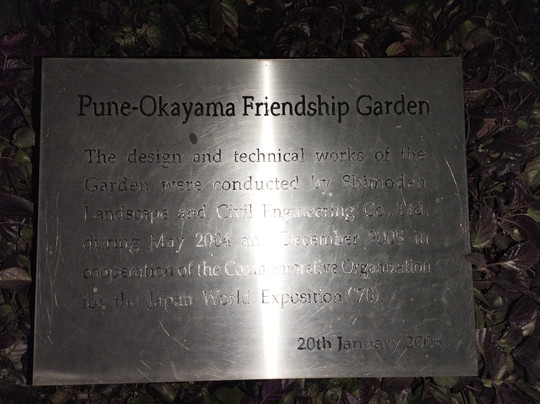 Pune-Okayama Friendship Garden
The design and technical works of the
Garden were conducted by Shimoden
Landscape and Civil Engineering Co., Ltd.
during May 2004 and December 2005 in
cooperation of the Commemorative Organization
for the Japan World Exposition ('70).
20th January